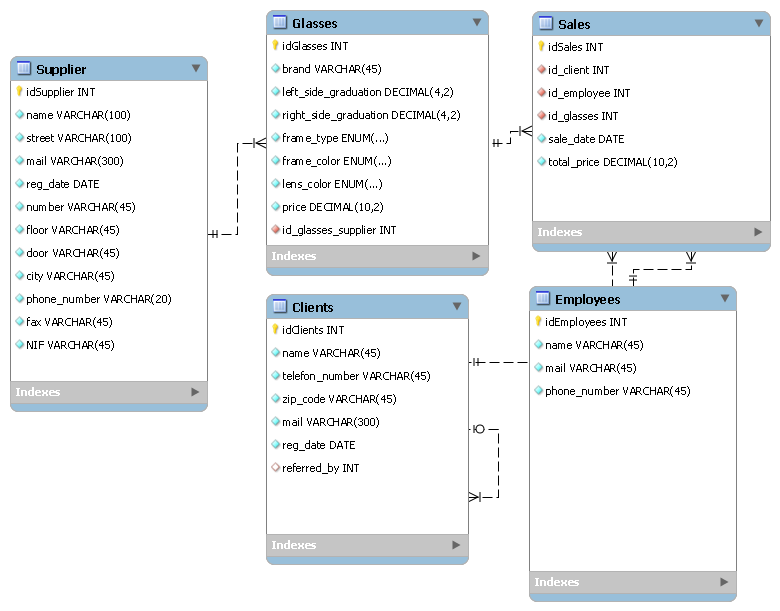 Supplier
idSupplier INT
name VARCHAR(100)
street VARCHAR(100)
mail VARCHAR(300)
reg_date DATE
number VARCHAR(45)
floor VARCHAR(45)
door VARCHAR(45)
city VARCHAR(45)
phone_number VARCHAR(20)
fax VARCHAR(45)
NIF VARCHAR(45)
Indexes
Glasses
idGlasses INT
brand VARCHAR(45)
left_side_graduation DECIMAL(4,2)
right_side_graduation DECIMAL(4,2)
frame_type ENUM(...)
frame_color ENUM(...)
lens_color ENUM(...)
price DECIMAL(10,2)
id_glasses_supplier INT
Indexes
Sales
idSales INT
id_client INT
id_employee INT
id_glasses INT
sale_date DATE
total_price DECIMAL(10,2)
Indexes
Clients
idClients INT
name VARCHAR(45)
telefon_number VARCHAR(45)
zip_code VARCHAR(45)
mail VARCHAR(300)
reg_date DATE
referred_by INT
Indexes
Employees
idEmployees INT
name VARCHAR(45)
mail VARCHAR(45)
phone_number VARCHAR(45)
Indexes